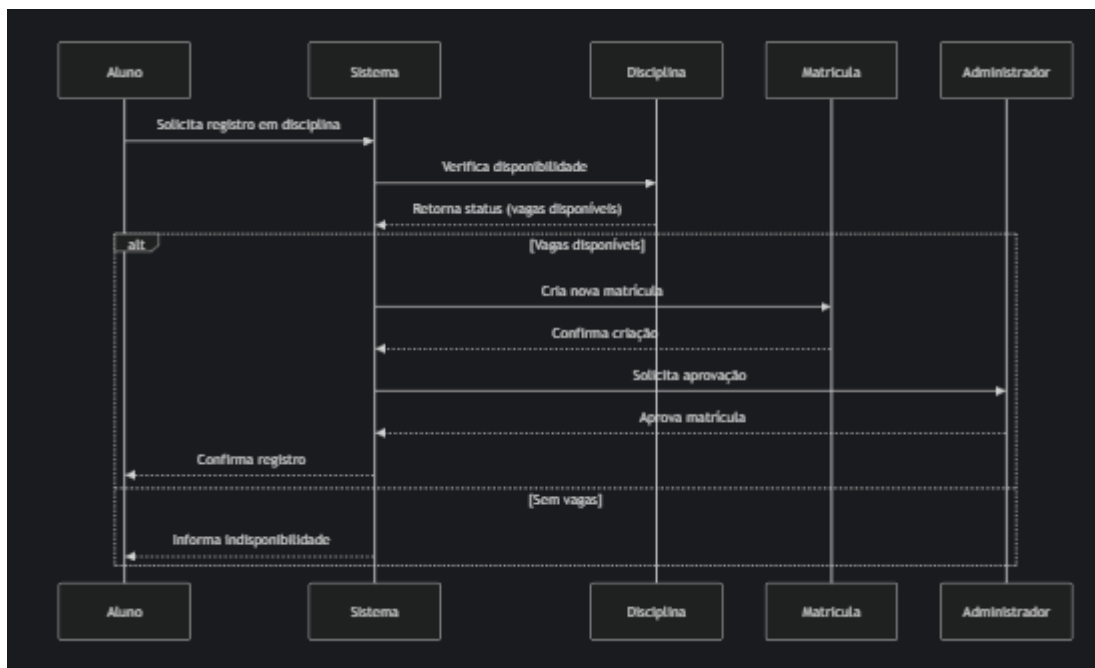 Aluno
Sistema
Disciplina
Matricula
Administrador
Solicita registro em disciplina
Verifica disponibilidade
Retorna status (vagas disponíveis)
alt
[Vagas disponíveis]
Cria nova matrícula
Confirma criação
Solicita aprovação
Aprova matrícula
Confirma registro
[Sem vagas]
Informa indisponibilidade
Aluno
Sistema
Disciplina
Matricula
Administrador